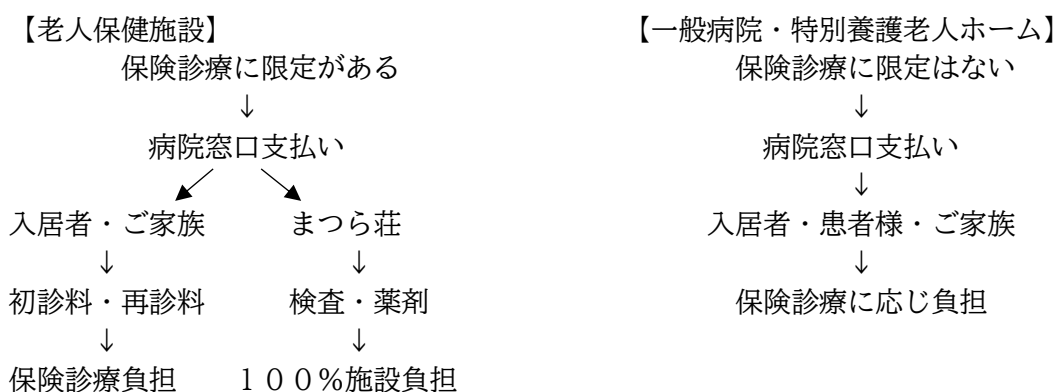 【老人保健施設】 【一般病院・特別養護老人ホーム】
保険診療に限定がある 保険診療に限定はない
↓ ↓
病院窓口支払い 病院窓口支払い
↓
入居者・ご家族 まつら荘 入居者・患者様・ご家族
↓ ↓ ↓
初診料・再診料 検査・薬剤 保険診療に応じ負担
↓ ↓
保険診療負担 １００%施設負担